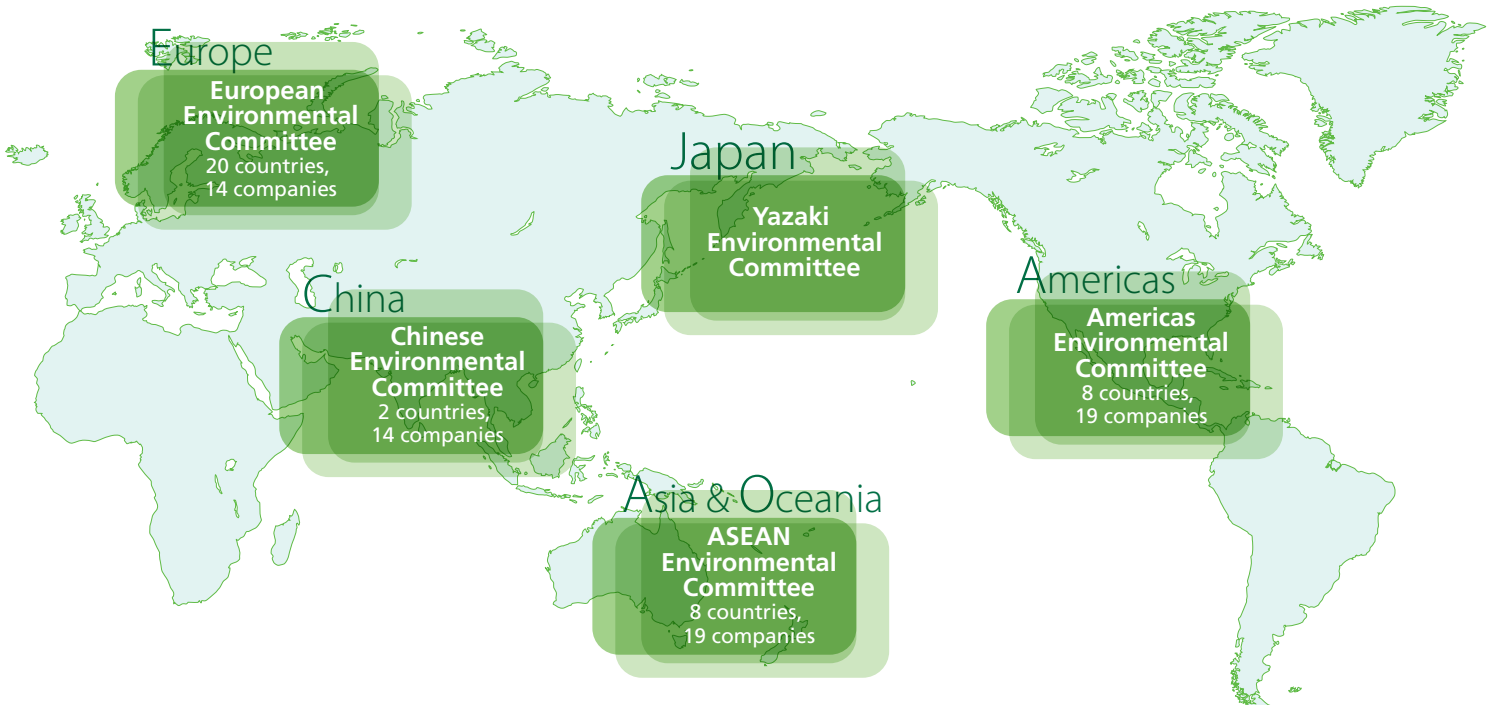 Europe
European
Environmental
Committee
20 countries,
14 companies
Japan
Yazaki
Environmental
Committee
Americas
Americas
Environmental
Committee
8 countries,
19 companies
China
Chinese
Environmental
Committee
2 countries,
14 companies
Asia & Oceania
ASEAN
Environmental
Committee
8 countries,
19 companies